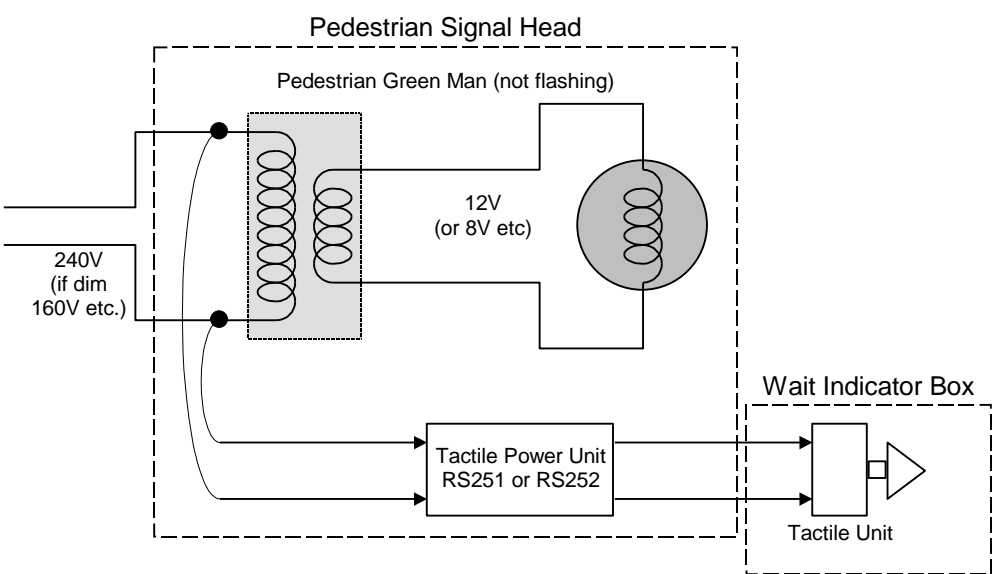 Pedestrian Signal Head
Pedestrian Green Man (not flashing)
12V
(or 8V etc)
240V
(if dim
160V etc.)
Wait Indicator Box
Tactile Power Unit
RS251 or RS252
Tactile Unit